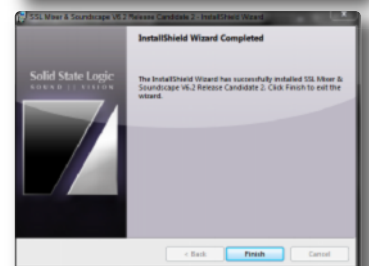 SSL Mixer & Soundscape V6.2 Release Candidate 2 - InstallShield Wizard
InstallShield Wizard Completed
Solid State Logic
SOUND || VISION
The InstallShield Wizard has successfully installed SSL Mixer &
Soundscape V6.2 Release Candidate 2. Click Finish to exit the
wizard.
< Back
Finish
Cancel